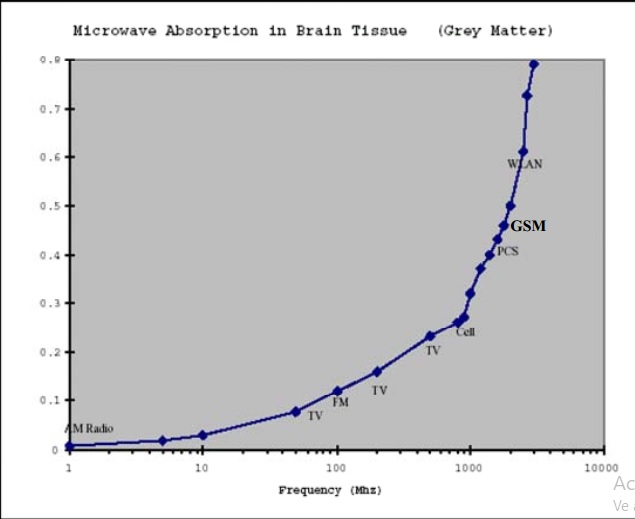 Microwave Absorption in Brain Tissue (Grey Matter)
0.8
0.7
0.6
WLAN
0.5
GSM
PCS
0.4
0.3
Cell
TV
0.2
TV
0.1
FM
TV
AM Radio
0
1 10 100 1000 10000
Frequency (Mhz)
Ac
Ve